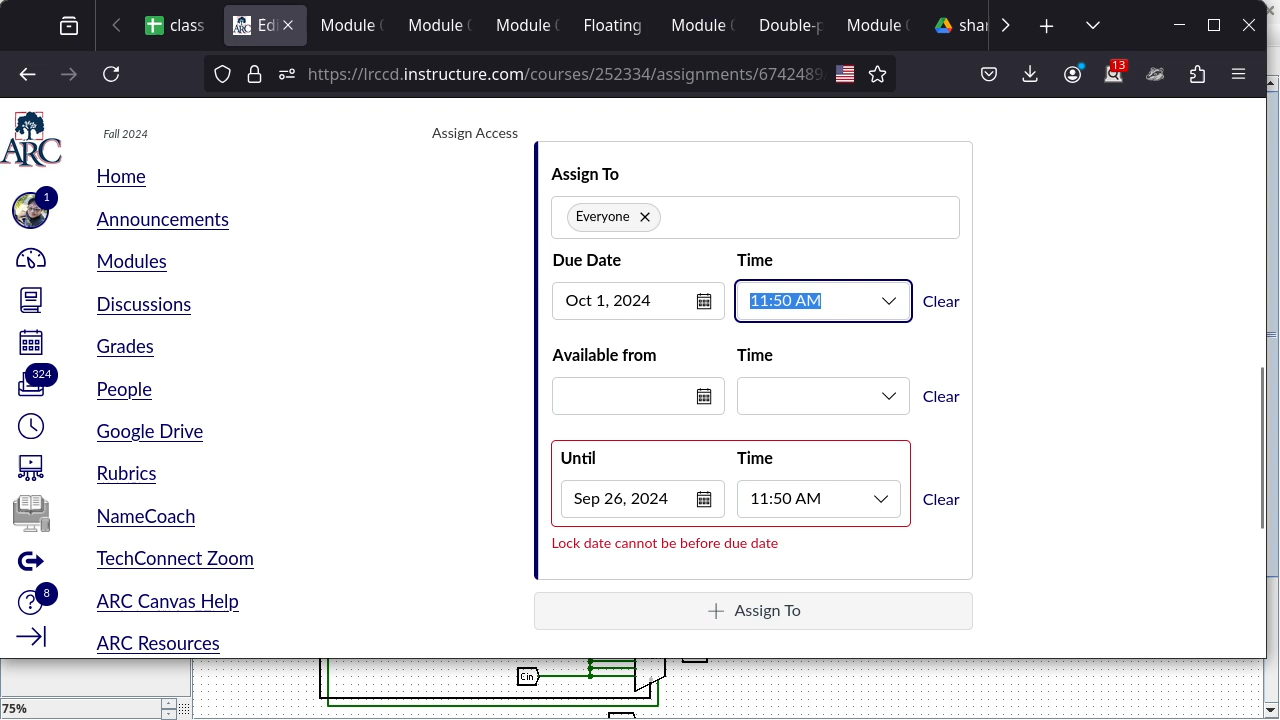 class
Edi
Module (
Module (
Module (
Floating
Module (
Double-p
Module (
shar
https://lrccd.instructure.com/courses/252334/assignments/6742489
13
ARC
Fall 2024
Assign Access
1
Home
Announcements
Modules
Discussions
Grades
324
People
Google Drive
Rubrics
NameCoach
TechConnect Zoom
8
ARC Canvas Help
ARC Resources
Assign To
Everyone
Due Date Time
Oct 1, 2024 11:50 AM Clear
Available from Time
Clear
Until Time
Sep 26, 2024 11:50 AM Clear
Lock date cannot be before due date
Assign To
Cin
75%